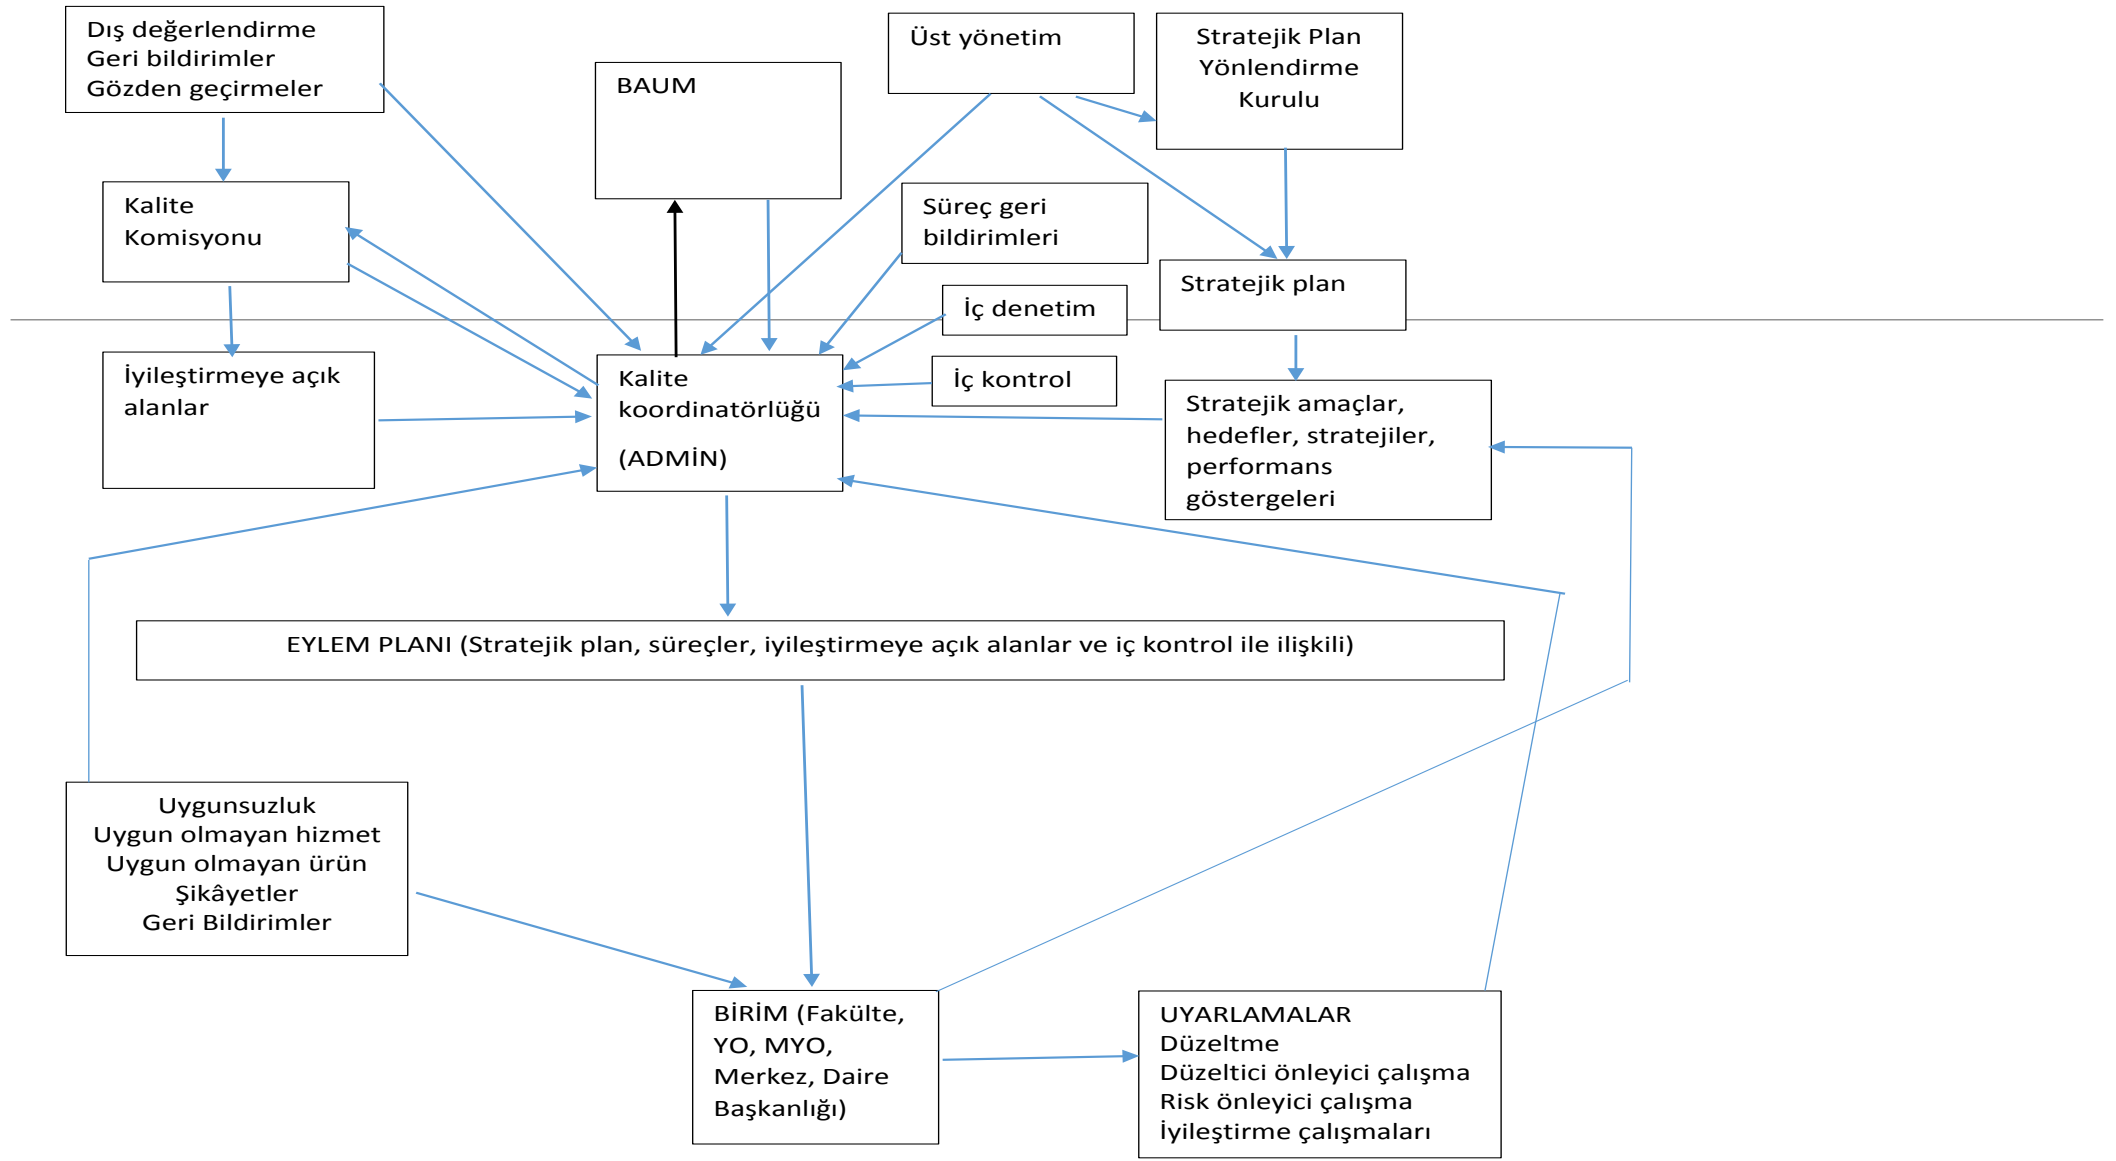 Dış değerlendirme
Geri bildirimler
Gözden geçirmeler
BAUM
Üst yönetim
Stratejik Plan
Yönlendirme
Kurulu
Kalite
Komisyonu
Süreç geri
bildirimleri
Stratejik plan
İç denetim
İç kontrol
İyileştirmeye açık
alanlar
Kalite
koordinatörlüğü
(ADMİN)
Stratejik amaçlar,
hedefler, stratejiler,
performans
göstergeleri
EYLEM PLANI (Stratejik plan, süreçler, iyileştirmeye açık alanlar ve iç kontrol ile ilişkili)
Uygunsuzluk
Uygun olmayan hizmet
Uygun olmayan ürün
Şikâyetler
Geri Bildirimler
BİRİM (Fakülte,
YO, MYO,
Merkez, Daire
Başkanlığı)
UYARLAMALAR
Düzeltme
Düzeltici önleyici çalışma
Risk önleyici çalışma
İyileştirme çalışmaları